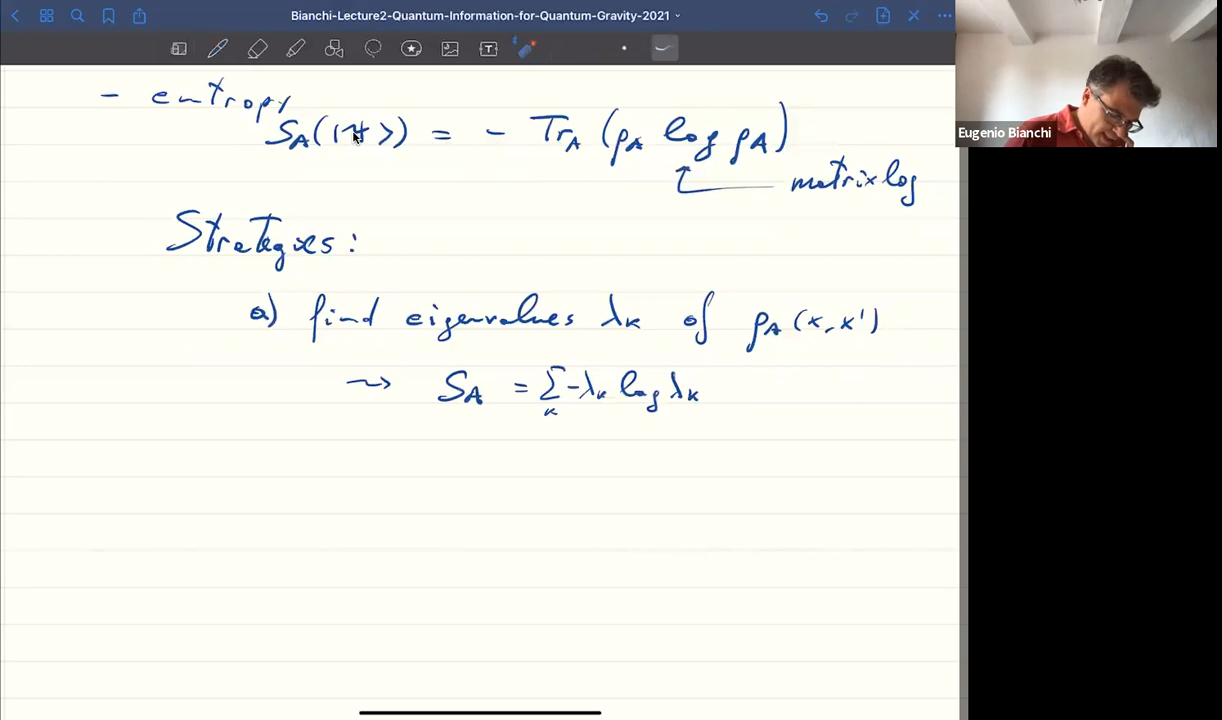 Bianchi-Lecture2-Quantum-Information-for-Quantum-Gravity-2021
Eugenio Bianchi
- entropy
S_A(|ψ>) = - Tr_A (ρ_A log ρ_A)
matrix log
Strategies:
a) find eigenvalues λ_k of ρ_A(x, x')
⇝ S_A = ∑_k -λ_k log λ_k